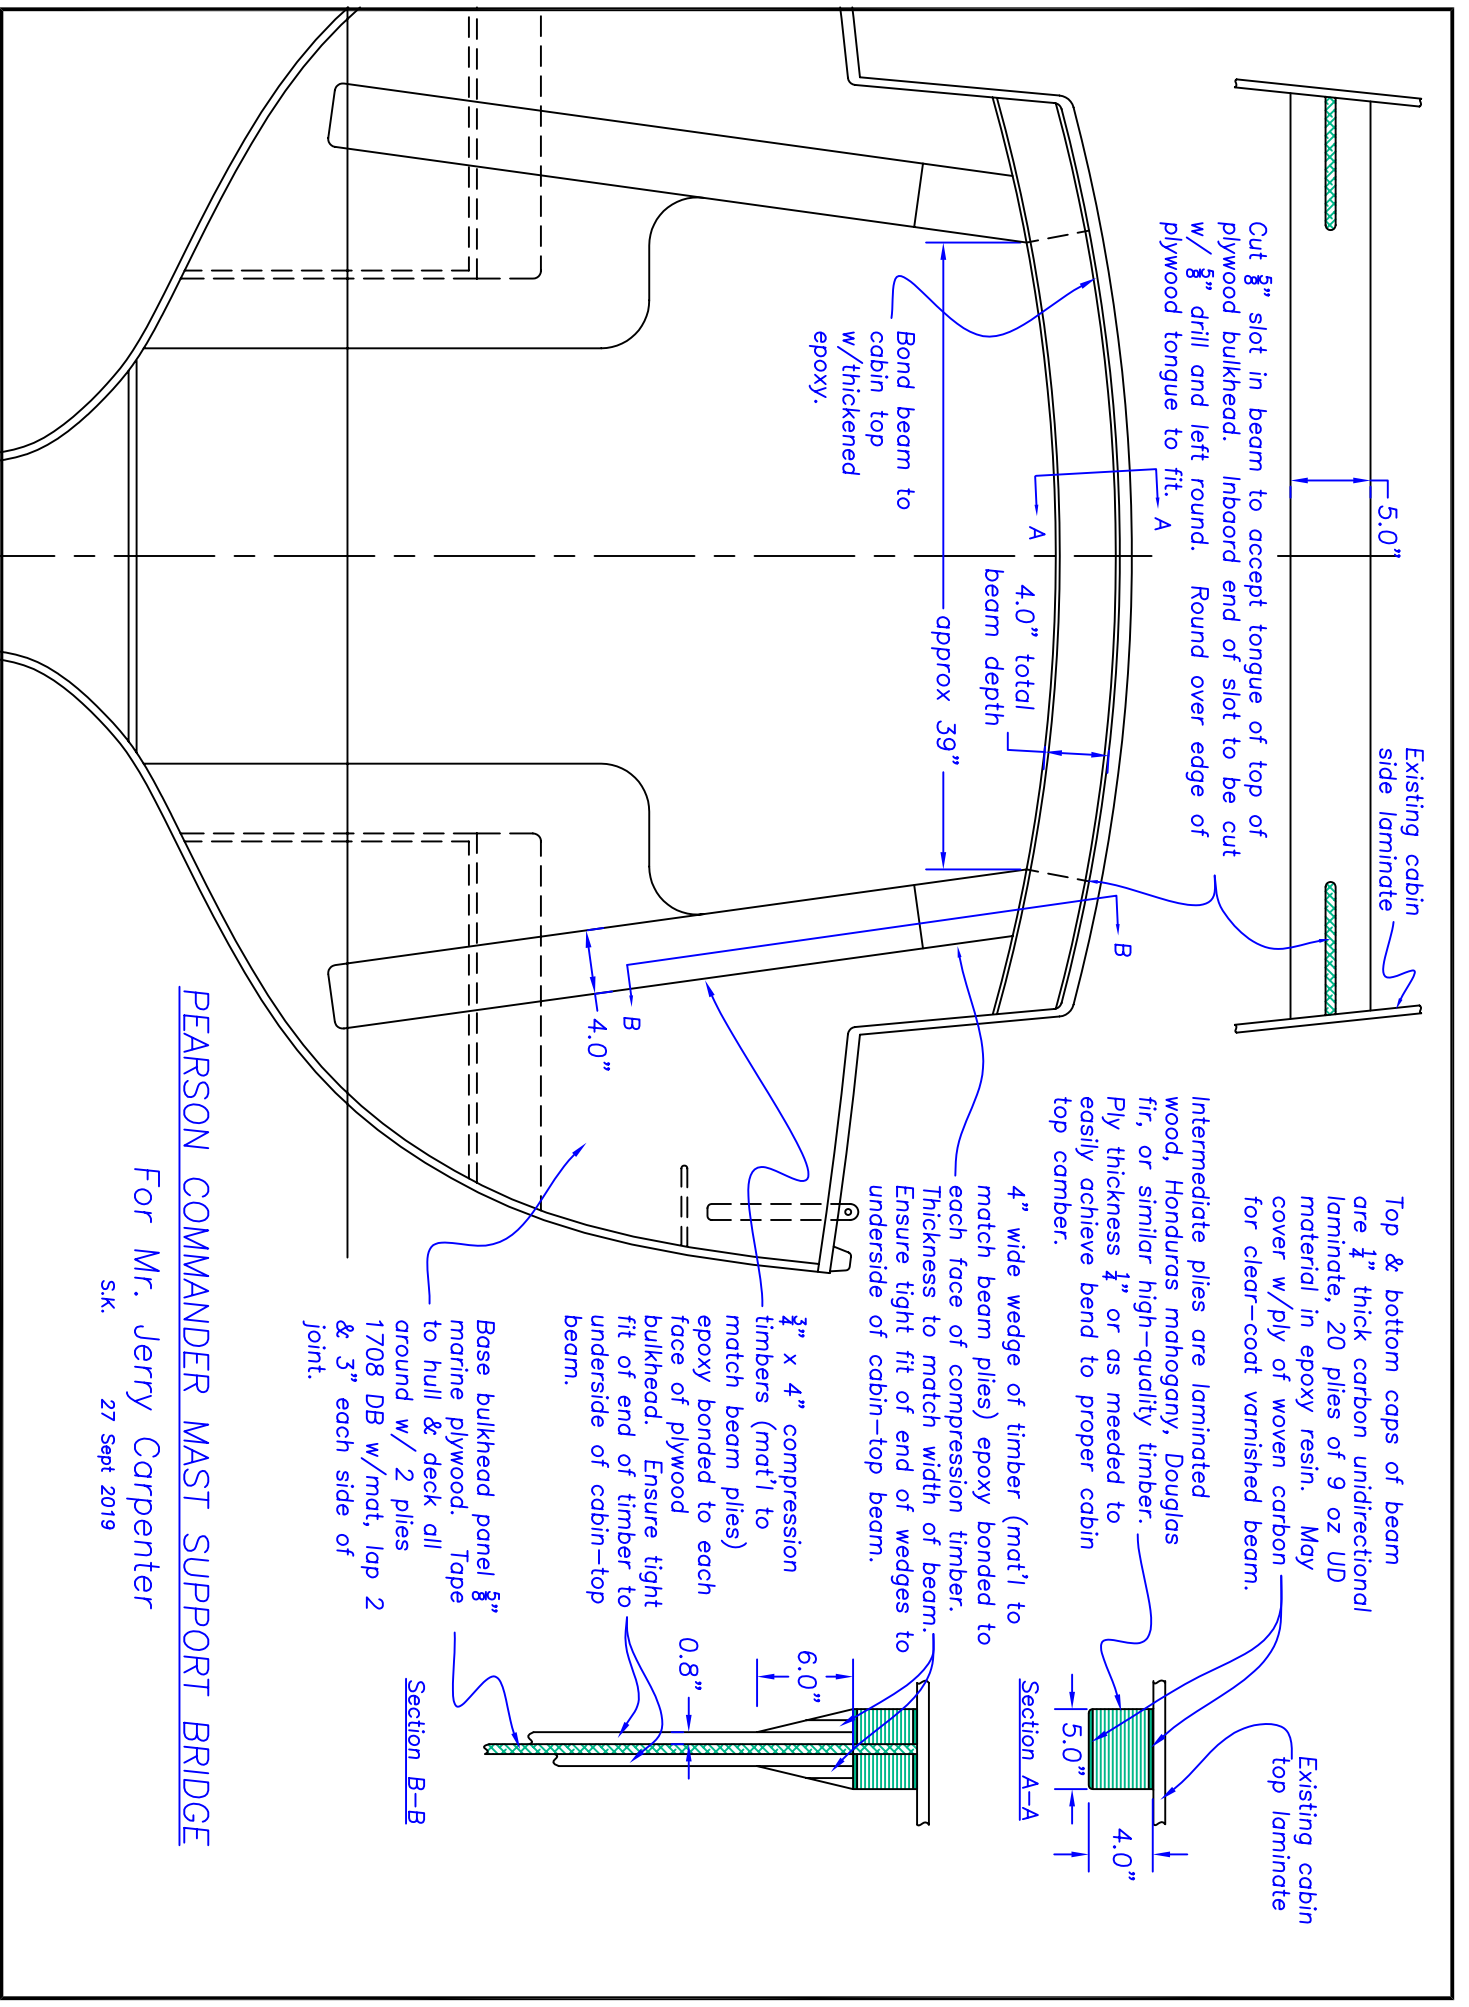 5.0"
Existing cabin
side laminate
Cut 5/8" slot in beam to accept tongue of top of
plywood bulkhead. Inbaord end of slot to be cut
w/ 5/8" drill and left round. Round over edge of
plywood tongue to fit.
A
A
B
B
4.0" total
beam depth
approx 39"
Bond beam to
cabin top
w/thickened
epoxy.
4.0"
Top & bottom caps of beam
are 1/4" thick carbon unidirectional
laminate, 20 plies of 9 oz UD
material in epoxy resin. May
cover w/ply of woven carbon
for clear-coat varnished beam.
Intermediate plies are laminated
wood, Honduras mahogany, Douglas
fir, or similar high-quality timber.
Ply thickness 1/4" or as needed to
easily achieve bend to proper cabin
top camber.
4" wide wedge of timber (mat'l to
match beam plies) epoxy bonded to
each face of compression timber.
Thickness to match width of beam.
Ensure tight fit of end of wedges to
underside of cabin-top beam.
3/4" x 4" compression
timbers (mat'l to
match beam plies)
epoxy bonded to each
face of plywood
bulkhead. Ensure tight
fit of end of timber to
underside of cabin-top
beam.
Base bulkhead panel 5/8"
marine plywood. Tape
to hull & deck all
around w/ 2 plies
1708 DB w/mat, lap 2
& 3" each side of
joint.
Existing cabin
top laminate
5.0"
4.0"
Section A-A
6.0"
0.8"
Section B-B
PEARSON COMMANDER MAST SUPPORT BRIDGE
For Mr. Jerry Carpenter
S.K. 27 Sept 2019